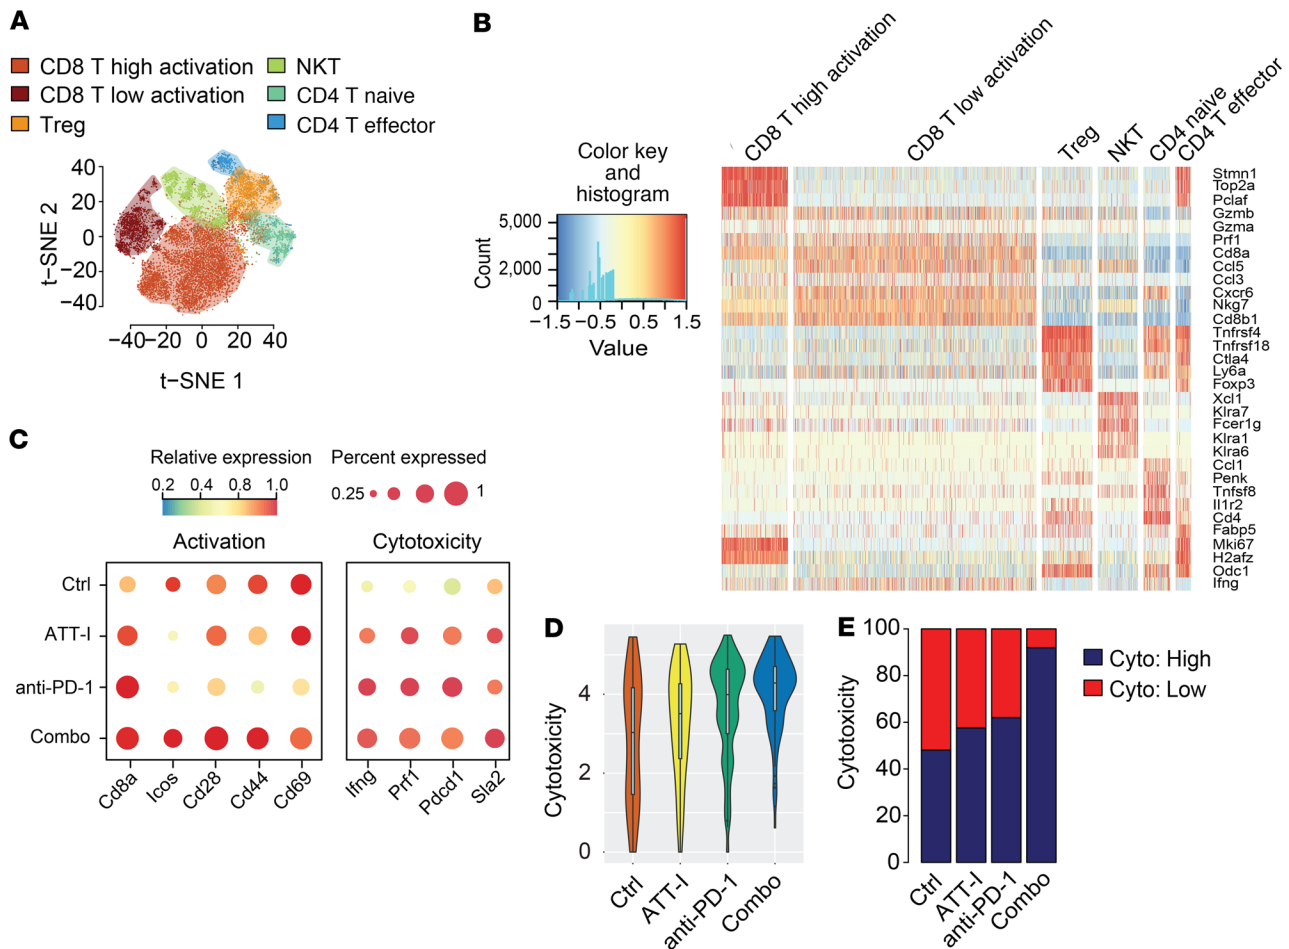 A
CD8 T high activation
CD8 T low activation
Treg
NKT
CD4 T naive
CD4 T effector
t−SNE 2
40
20
0
−20
−40
−40
−20
0
20
40
t−SNE 1
B
Color key
and
histogram
Count
5,000
2,000
0
−1.5
−0.5
0.5
1.5
Value
CD8 T high activation
CD8 T low activation
Treg
NKT
CD4 naive
CD4 T effector
Stmn1
Top2a
Pclaf
Gzmb
Gzma
Prf1
Cd8a
Ccl5
Ccl3
Cxcr6
Nkg7
Cd8b1
Tnfrsf4
Tnfrsf18
Ctla4
Ly6a
Foxp3
Xcl1
Klra7
Fcer1g
Klra1
Klra6
Ccl1
Penk
Tnfsf8
Il1r2
Cd4
Fabp5
Mki67
H2afz
Odc1
Ifng
C
Relative expression
0.2 0.4 0.8 1.0
Percent expressed
0.25
1
Activation
Cytotoxicity
Ctrl
ATT-I
anti-PD-1
Combo
Cd8a
Icos
Cd28
Cd44
Cd69
Ifng
Prf1
Pdcd1
Sla2
D
Cytotoxicity
4
2
0
Ctrl
ATT-I
anti-PD-1
Combo
E
Cytotoxicity
100
80
60
40
20
0
Ctrl
ATT-I
anti-PD-1
Combo
Cyto: High
Cyto: Low